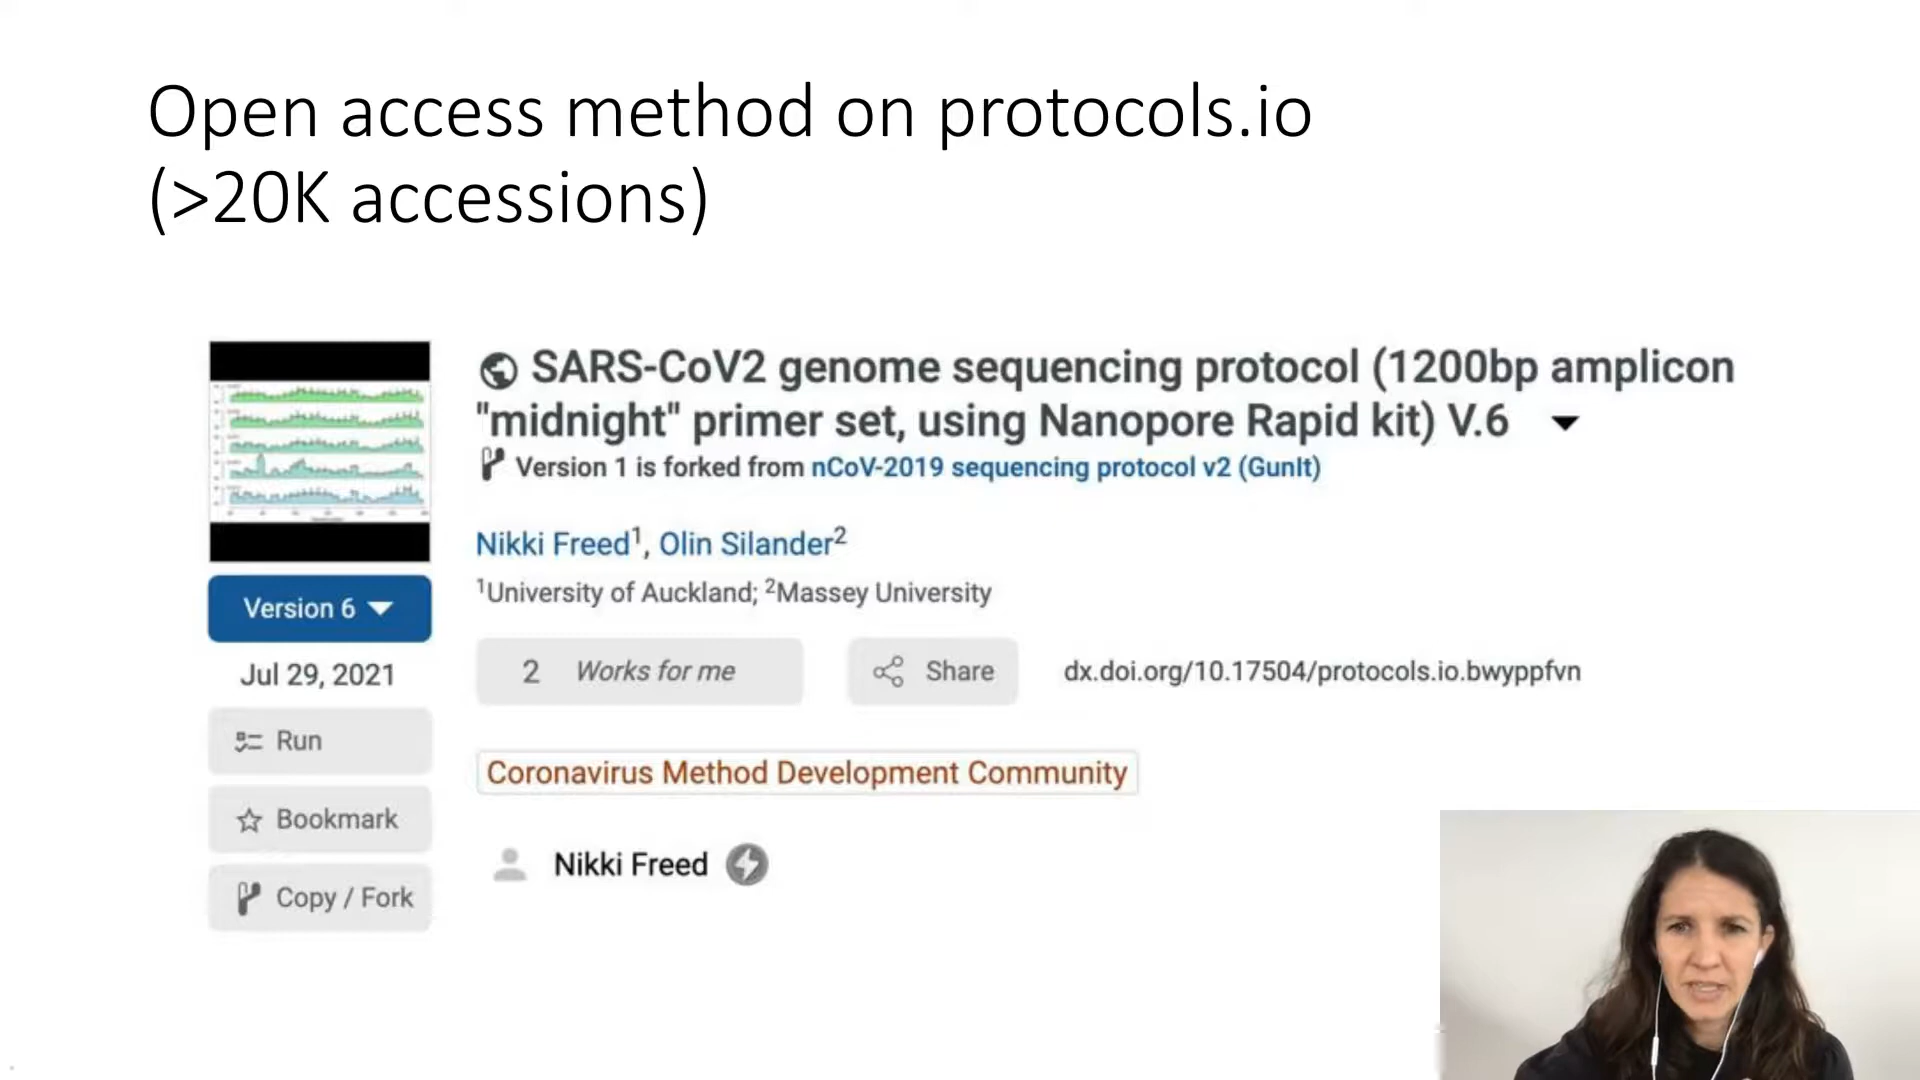 Open access method on protocols.io
(>20K accessions)
SARS-CoV2 genome sequencing protocol (1200bp amplicon
"midnight" primer set, using Nanopore Rapid kit) V.6
Version 1 is forked from nCoV-2019 sequencing protocol v2 (GunIt)
Nikki Freed1, Olin Silander2
1University of Auckland; 2Massey University
Version 6
Jul 29, 2021
2 Works for me
Share
dx.doi.org/10.17504/protocols.io.bwyppfvn
Run
Bookmark
Copy / Fork
Coronavirus Method Development Community
Nikki Freed